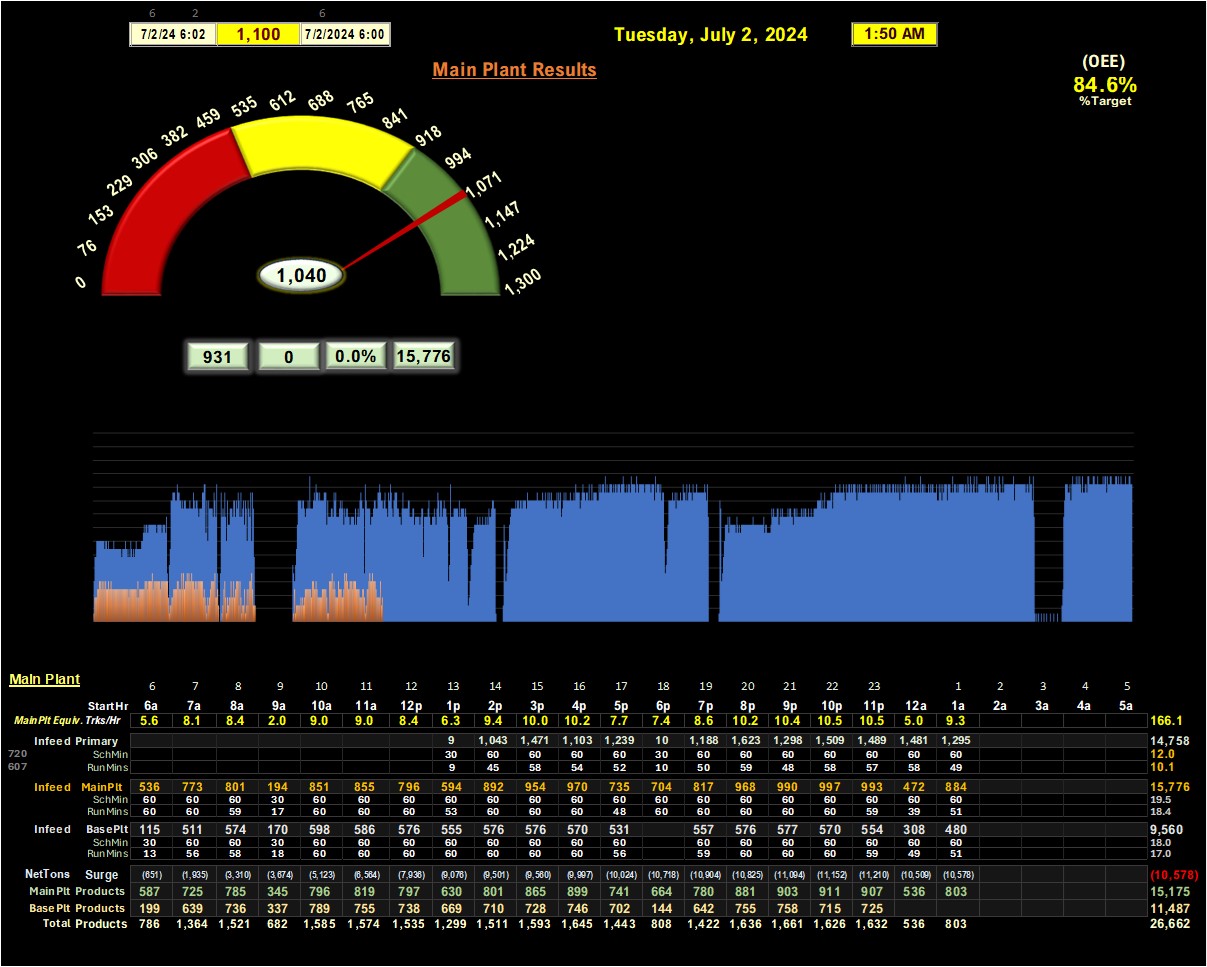 6 2 6
7/2/24 6:02 1,100 7/2/2024 6:00 Tuesday, July 2, 2024 1:50 AM
Main Plant Results
(OEE)
84.6%
%Target
0 76 153 229 306 382 459 535 612 688 765 841 918 994 1,071 1,147 1,224 1,300
1,040
931 0 0.0% 15,776
Main Plant
6 7 8 9 10 11 12 13 14 15 16 17 18 19 20 21 22 23 1 2 3 4 5
StartHr 6a 7a 8a 9a 10a 11a 12p 1p 2p 3p 4p 5p 6p 7p 8p 9p 10p 11p 12a 1a 2a 3a 4a 5a
MainPlt Equiv. Trks/Hr 5.6 8.1 8.4 2.0 9.0 9.0 8.4 6.3 9.4 10.0 10.2 7.7 7.4 8.6 10.2 10.4 10.5 10.5 5.0 9.3 166.1
Infeed Primary 9 1,043 1,471 1,103 1,239 10 1,188 1,623 1,298 1,509 1,489 1,481 1,295 14,758
720 SchMin 30 60 60 60 60 30 60 60 60 60 60 60 60 12.0
607 RunMins 9 45 58 54 52 10 50 59 48 58 57 58 49 10.1
Infeed MainPlt 536 773 801 194 851 855 796 594 892 954 970 735 704 817 968 990 997 993 472 884 15,776
SchMin 60 60 60 30 60 60 60 60 60 60 60 60 60 60 60 60 60 60 60 60 19.5
RunMins 60 60 59 17 60 60 60 53 60 60 60 48 60 60 60 60 60 59 39 51 18.4
Infeed BasePlt 115 511 574 170 598 586 576 555 576 576 570 531 557 576 577 570 554 308 480 9,560
SchMin 30 60 60 30 60 60 60 60 60 60 60 60 60 60 60 60 60 60 60 18.0
RunMins 13 56 58 18 60 60 60 60 60 60 60 56 59 60 60 60 59 49 51 17.0
NetTons Surge (651) (1,935) (3,310) (3,674) (5,123) (6,564) (7,936) (9,076) (9,501) (9,560) (9,997) (10,024) (10,718) (10,904) (10,825) (11,094) (11,152) (11,210) (10,509) (10,578) (10,578)
MainPlt Products 587 725 785 345 796 819 797 630 801 865 899 741 664 780 881 903 911 907 536 803 15,175
BasePlt Products 199 639 736 337 789 755 738 669 710 728 746 702 144 642 755 758 715 725 11,487
Total Products 786 1,364 1,521 682 1,585 1,574 1,535 1,299 1,511 1,593 1,645 1,443 808 1,422 1,636 1,661 1,626 1,632 536 803 26,662